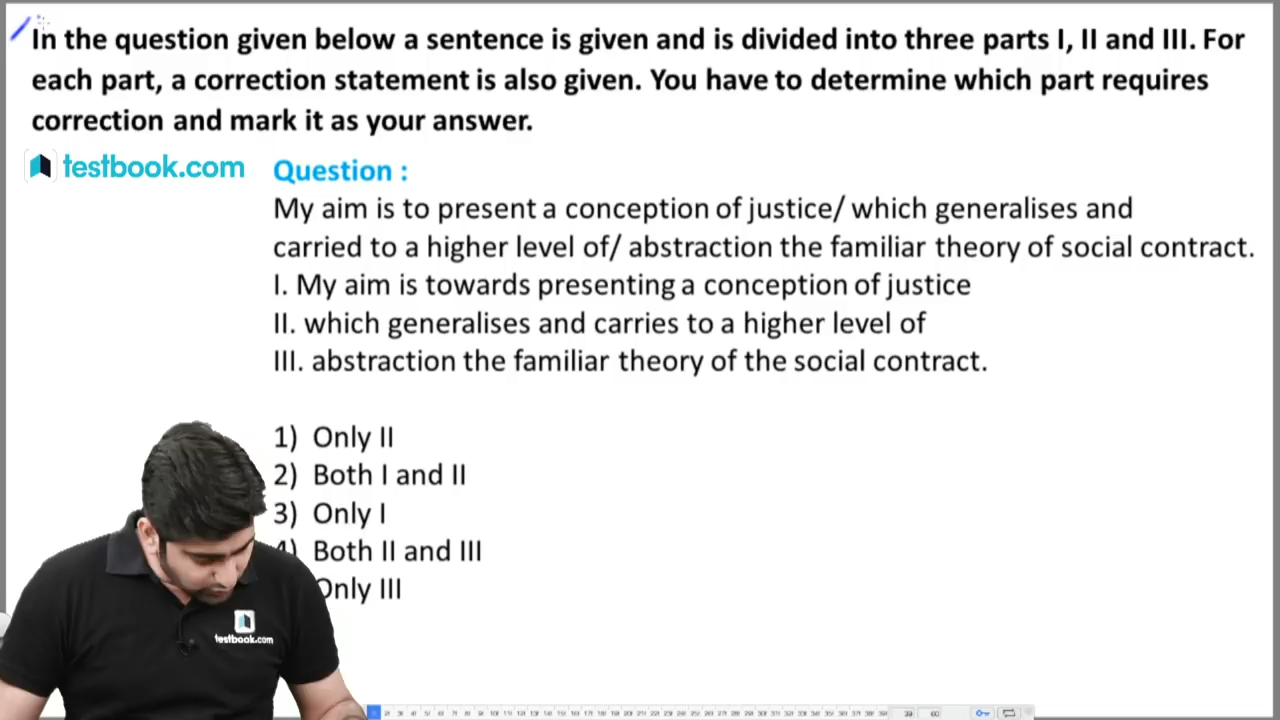 In the question given below a sentence is given and is divided into three parts I, II and III. For
each part, a correction statement is also given. You have to determine which part requires
correction and mark it as your answer.
testbook.com
Question :
My aim is to present a conception of justice/ which generalises and
carried to a higher level of/ abstraction the familiar theory of social contract.
I. My aim is towards presenting a conception of justice
II. which generalises and carries to a higher level of
III. abstraction the familiar theory of the social contract.
1) Only II
2) Both I and II
3) Only I
4) Both II and III
Only III
testbook.com